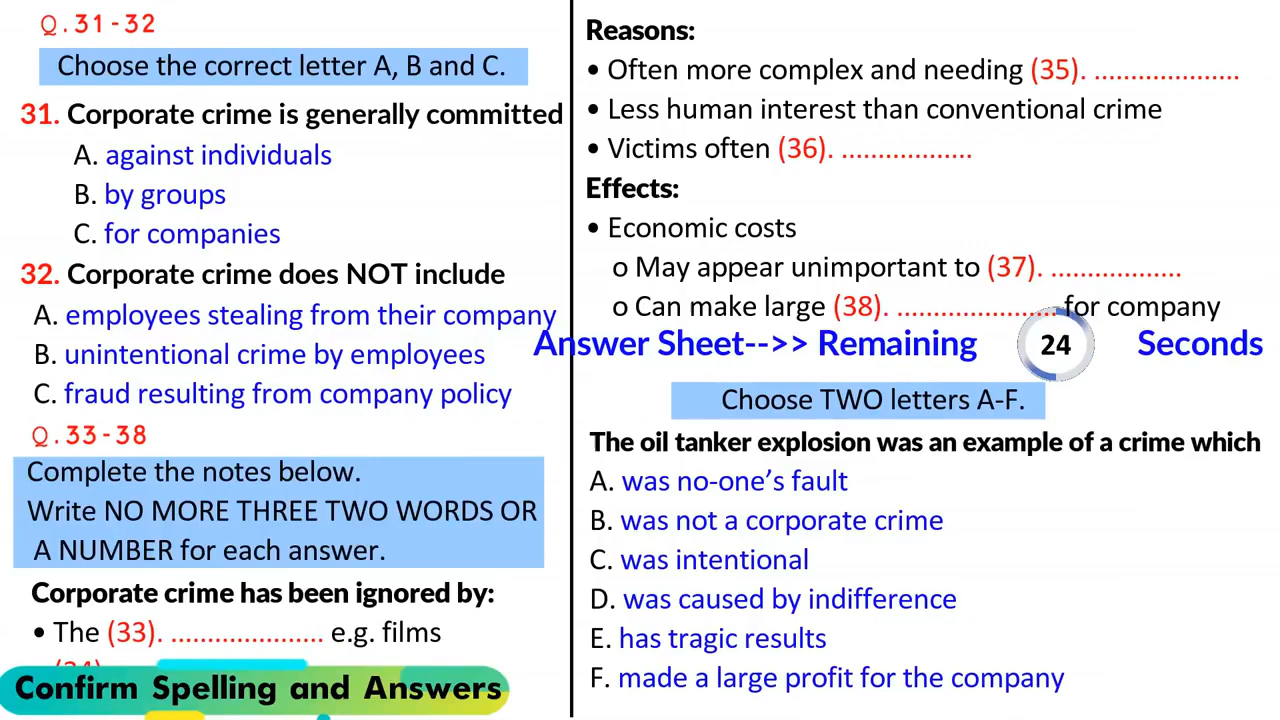 Q.31-32
Choose the correct letter A, B and C.
31. Corporate crime is generally committed
A. against individuals
B. by groups
C. for companies
32. Corporate crime does NOT include
A. employees stealing from their company
B. unintentional crime by employees
C. fraud resulting from company policy
Q.33-38
Complete the notes below.
Write NO MORE THREE TWO WORDS OR
A NUMBER for each answer.
Corporate crime has been ignored by:
• The (33). ..................... e.g. films
Confirm Spelling and Answers
Reasons:
• Often more complex and needing (35). ....................
• Less human interest than conventional crime
• Victims often (36). ..................
Effects:
• Economic costs
o May appear unimportant to (37). ..................
o Can make large (38). ...................... for company
Answer Sheet-->> Remaining 24 Seconds
Choose TWO letters A-F.
The oil tanker explosion was an example of a crime which
A. was no-one’s fault
B. was not a corporate crime
C. was intentional
D. was caused by indifference
E. has tragic results
F. made a large profit for the company